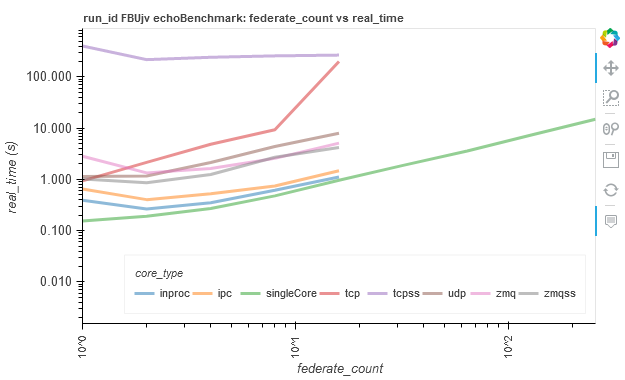 run_id FBUjv echoBenchmark: federate_count vs real_time
real_time (s)
100.000
10.000
1.000
0.100
0.010
core_type
inproc ipc singleCore tcp tcpss udp zmq zmqss
10^0 10^1 10^2
federate_count